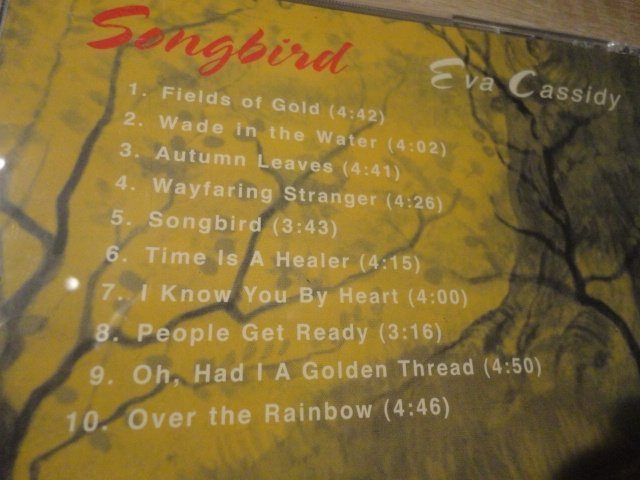 Songbird
Eva Cassidy
1. Fields of Gold (4:42)
2. Wade in the Water (4:02)
3. Autumn Leaves (4:41)
4. Wayfaring Stranger (4:26)
5. Songbird (3:43)
6. Time Is A Healer (4:15)
7. I Know You By Heart (4:00)
8. People Get Ready (3:16)
9. Oh, Had I A Golden Thread (4:50)
10. Over the Rainbow (4:46)